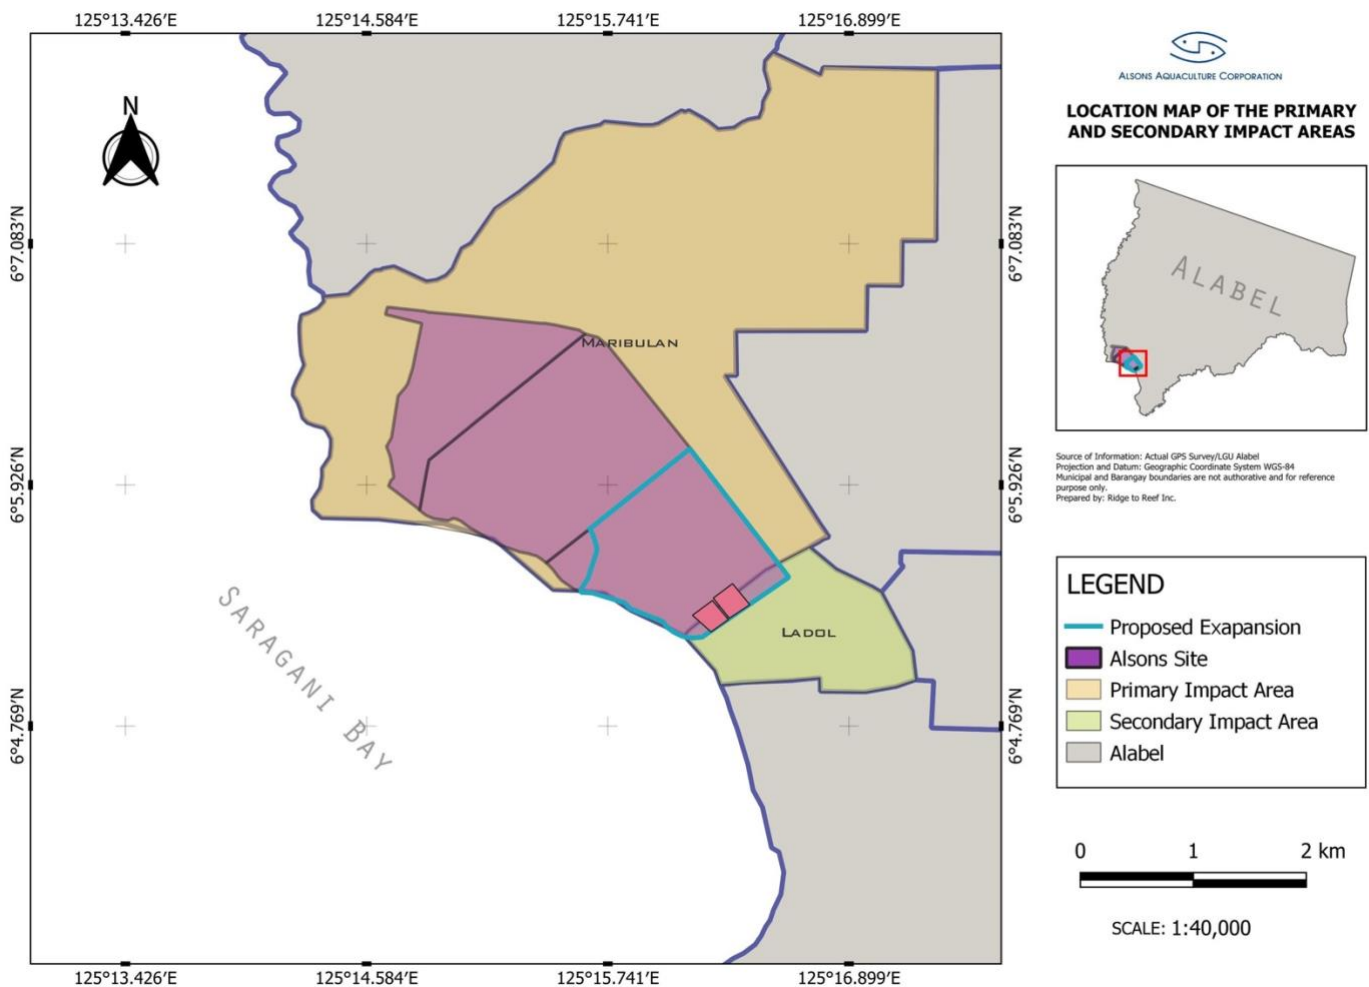 125°13.426'E
125°14.584'E
125°15.741'E
125°16.899'E
N
6°7.083'N
6°7.083'N
MARIBULAN
6°5.926'N
6°5.926'N
LADOL
SARAGANI BAY
6°4.769'N
6°4.769'N
125°13.426'E
125°14.584'E
125°15.741'E
125°16.899'E
ALSONS AQUACULTURE CORPORATION
LOCATION MAP OF THE PRIMARY
AND SECONDARY IMPACT AREAS
ALABEL
Source of Information: Actual GPS Survey/LGU Alabel
Projection and Datum: Geographic Coordinate System WGS-84
Municipal and Barangay boundaries are not authorative and for reference
purpose only.
Prepared by: Ridge to Reef Inc.
LEGEND
Proposed Exapansion
Alsons Site
Primary Impact Area
Secondary Impact Area
Alabel
0 1 2 km
SCALE: 1:40,000